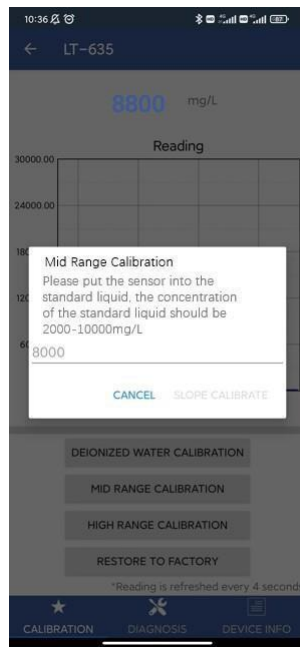 10:36
LT-635
8800 mg/L
Reading
30000.00
24000.00
180
Mid Range Calibration
Please put the sensor into the
standard liquid, the concentration
of the standard liquid should be
2000-10000mg/L
120
60
8000
CANCEL SLOPE CALIBRATE
DEIONIZED WATER CALIBRATION
MID RANGE CALIBRATION
HIGH RANGE CALIBRATION
RESTORE TO FACTORY
*Reading is refreshed every 4 second
CALIBRATION DIAGNOSIS DEVICE INFO